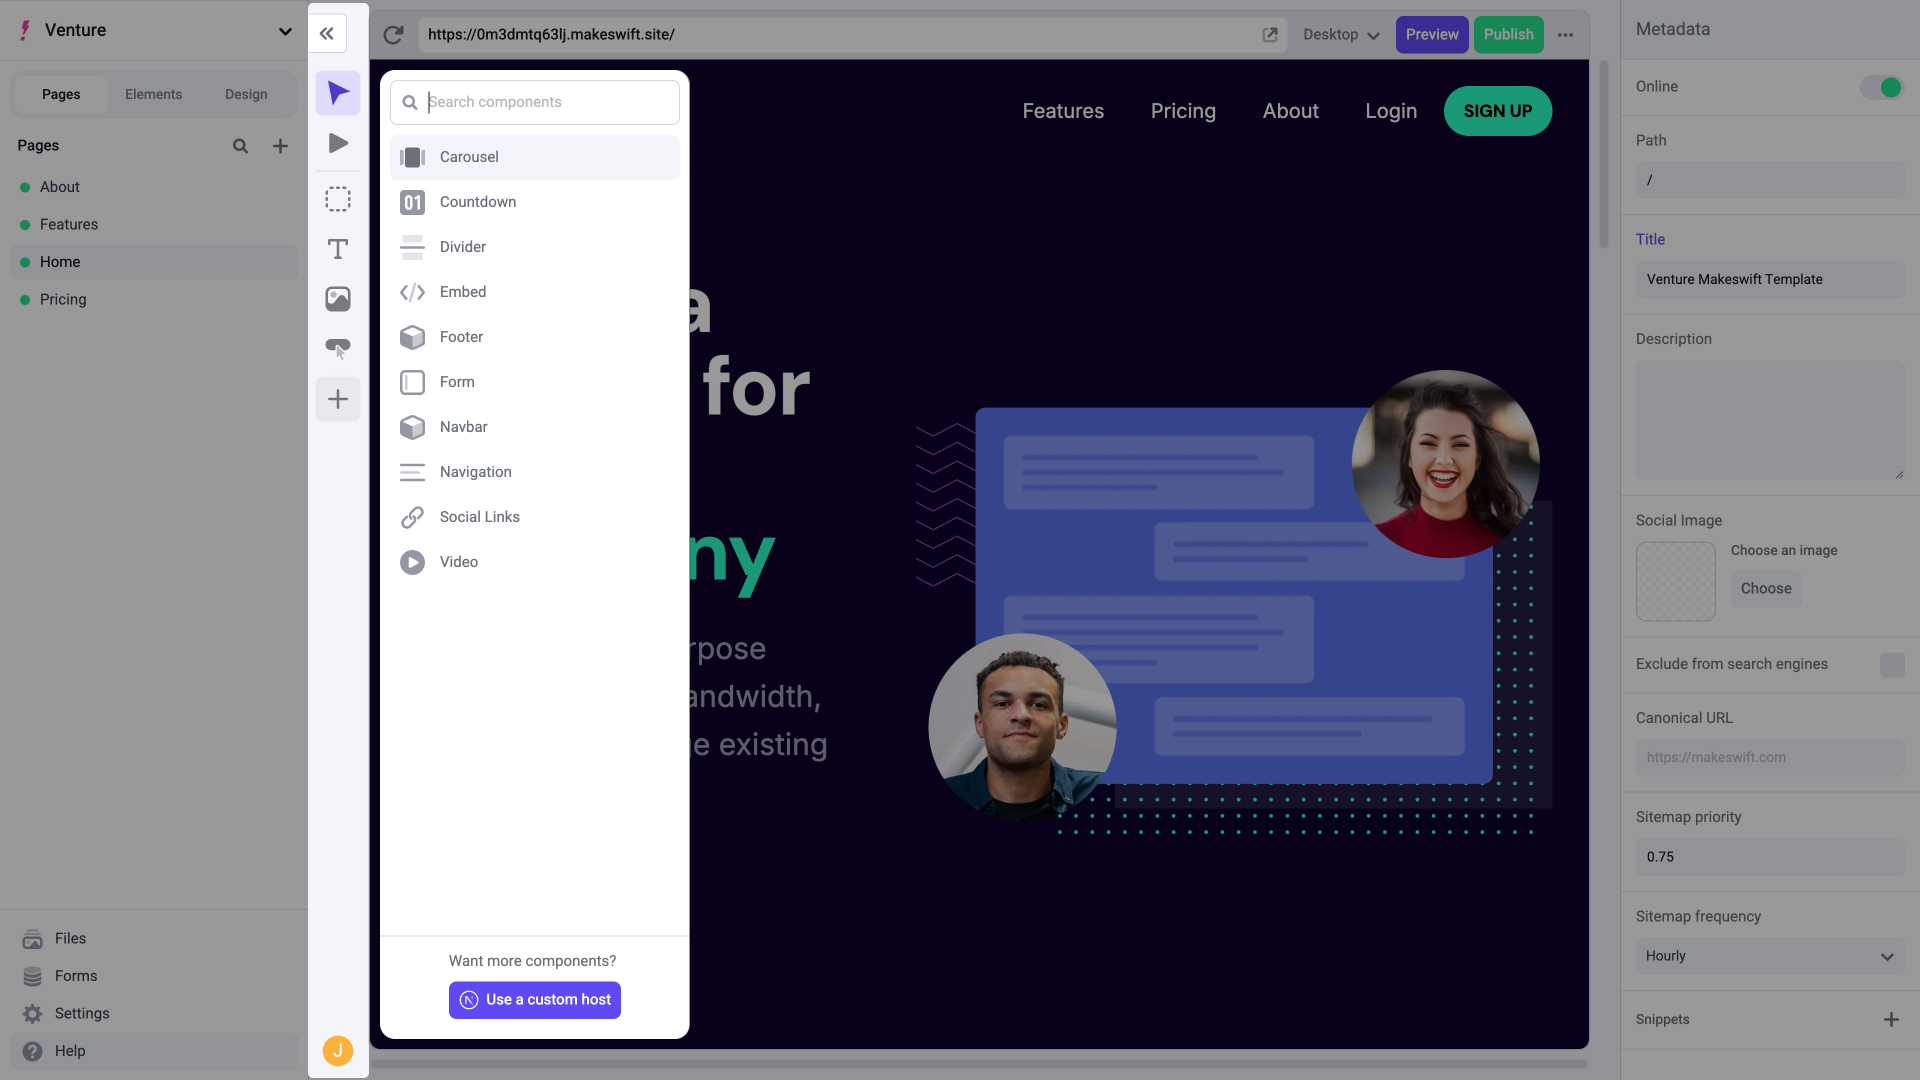 Venture
https://0m3dmtq63lj.makeswift.site/
Desktop
Preview
Publish
Metadata
Pages
Elements
Design
Pages
About
Features
Home
Pricing
Files
Forms
Settings
Help
J
Search components
Carousel
01
Countdown
Divider
Embed
Footer
Form
Navbar
Navigation
Social Links
Video
Want more components?
N
Use a custom host
Features
Pricing
About
Login
SIGN UP
a
for
ny
rpose
andwidth,
e existing
Online
Path
/
Title
Venture Makeswift Template
Description
Social Image
Choose an image
Choose
Exclude from search engines
Canonical URL
https://makeswift.com
Sitemap priority
0.75
Sitemap frequency
Hourly
Snippets